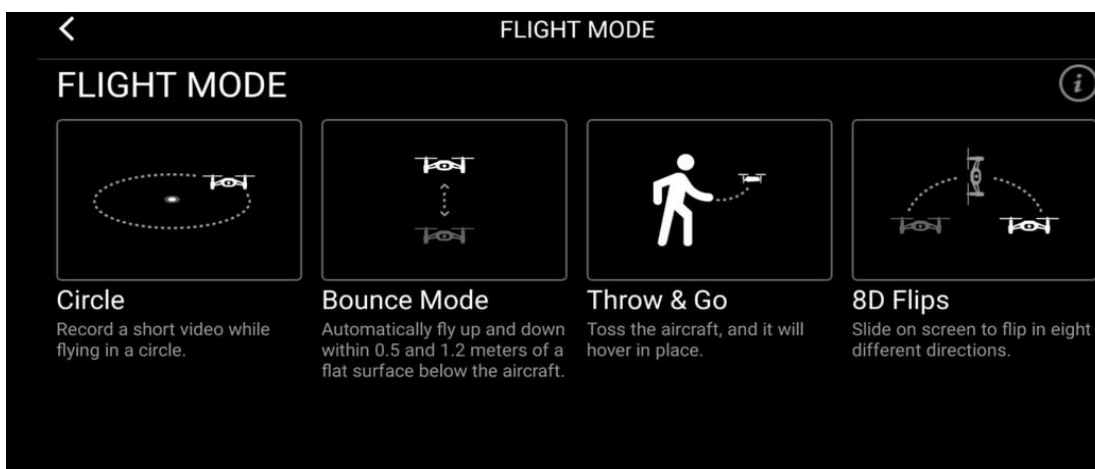 FLIGHT MODE
FLIGHT MODE
i
Circle
Record a short video while
flying in a circle.
Bounce Mode
Automatically fly up and down
within 0.5 and 1.2 meters of a
flat surface below the aircraft.
Throw & Go
Toss the aircraft, and it will
hover in place.
8D Flips
Slide on screen to flip in eight
different directions.